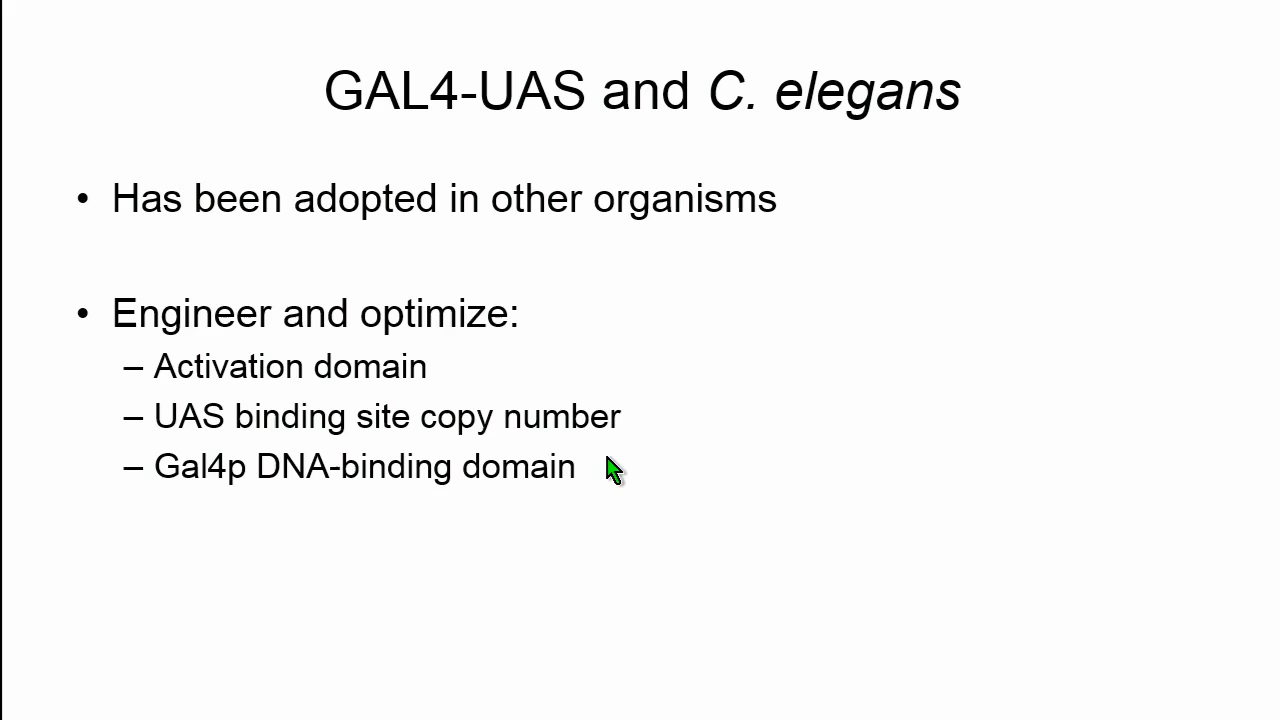 GAL4-UAS and C. elegans
• Has been adopted in other organisms
• Engineer and optimize:
– Activation domain
– UAS binding site copy number
– Gal4p DNA-binding domain